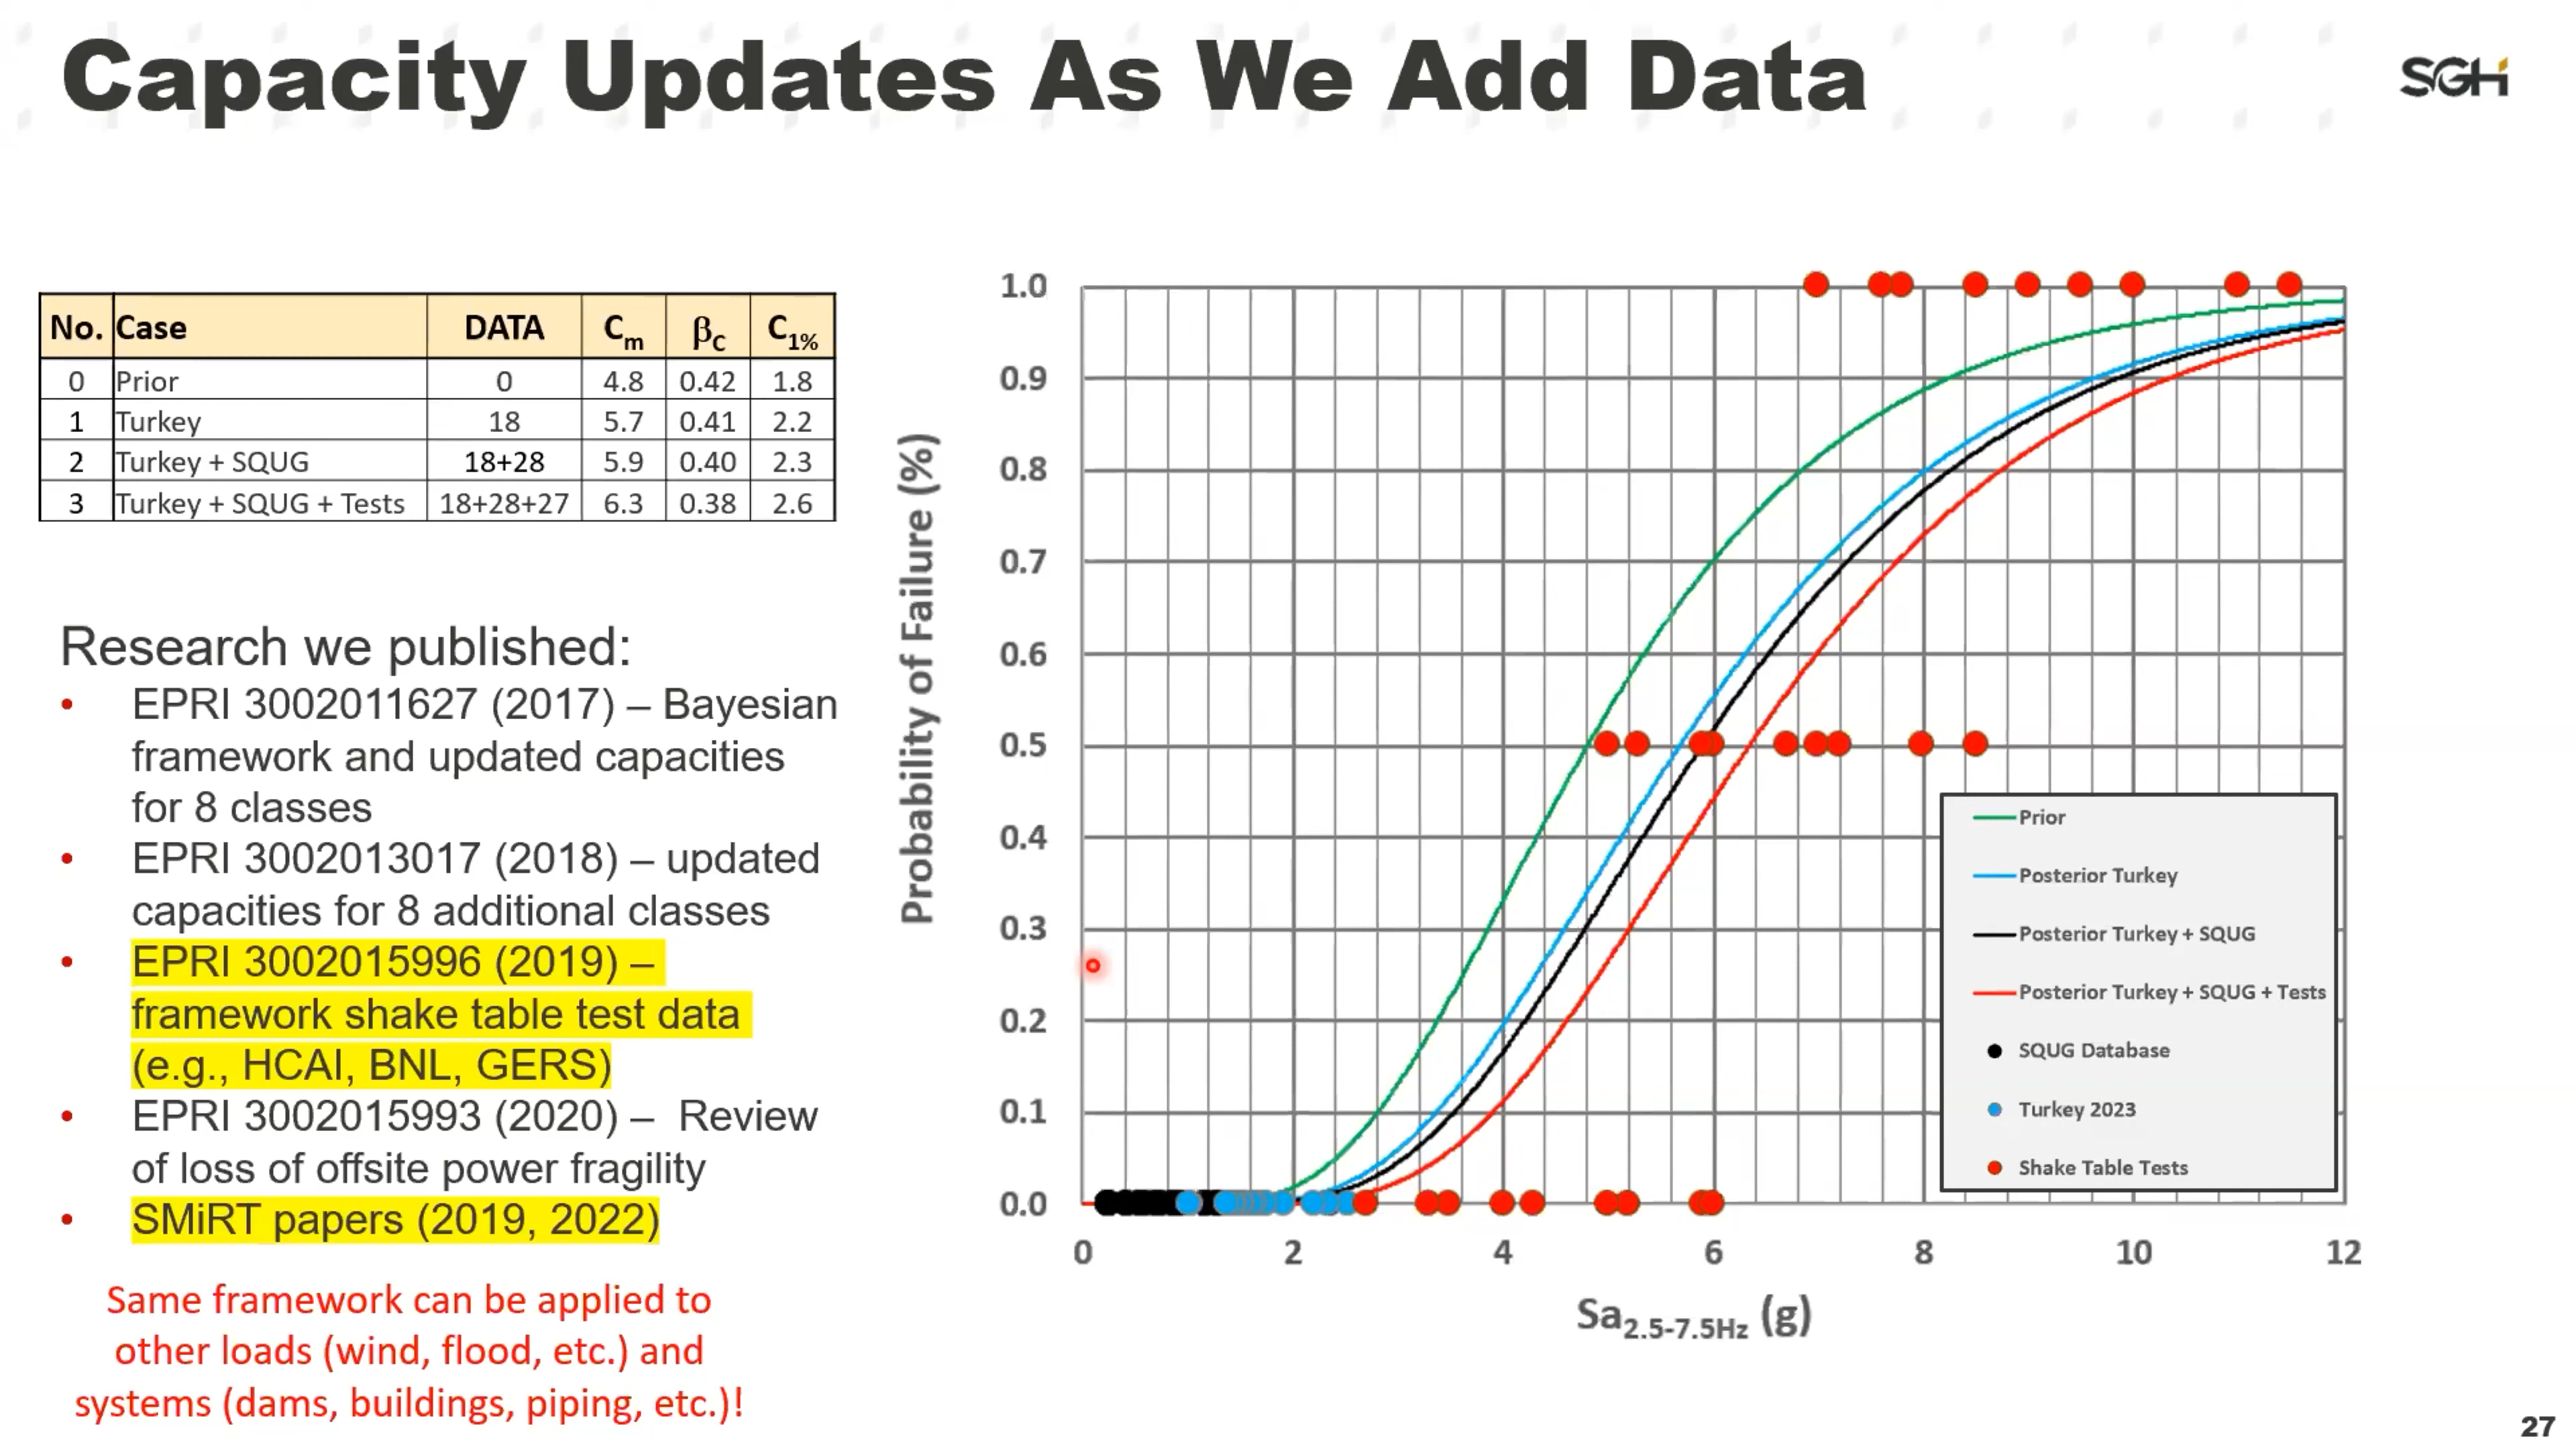 Capacity Updates As We Add Data
SGH
No. Case DATA Cm βC C1%
0 Prior 0 4.8 0.42 1.8
1 Turkey 18 5.7 0.41 2.2
2 Turkey + SQUG 18+28 5.9 0.40 2.3
3 Turkey + SQUG + Tests 18+28+27 6.3 0.38 2.6
Research we published:
• EPRI 3002011627 (2017) – Bayesian
framework and updated capacities
for 8 classes
• EPRI 3002013017 (2018) – updated
capacities for 8 additional classes
• EPRI 3002015996 (2019) –
framework shake table test data
(e.g., HCAI, BNL, GERS)
• EPRI 3002015993 (2020) – Review
of loss of offsite power fragility
• SMiRT papers (2019, 2022)
Same framework can be applied to
other loads (wind, flood, etc.) and
systems (dams, buildings, piping, etc.)!
Probability of Failure (%)
1.0
0.9
0.8
0.7
0.6
0.5
0.4
0.3
0.2
0.1
0.0
0 2 4 6 8 10 12
Sa2.5-7.5Hz (g)
Prior
Posterior Turkey
Posterior Turkey + SQUG
Posterior Turkey + SQUG + Tests
SQUG Database
Turkey 2023
Shake Table Tests
27